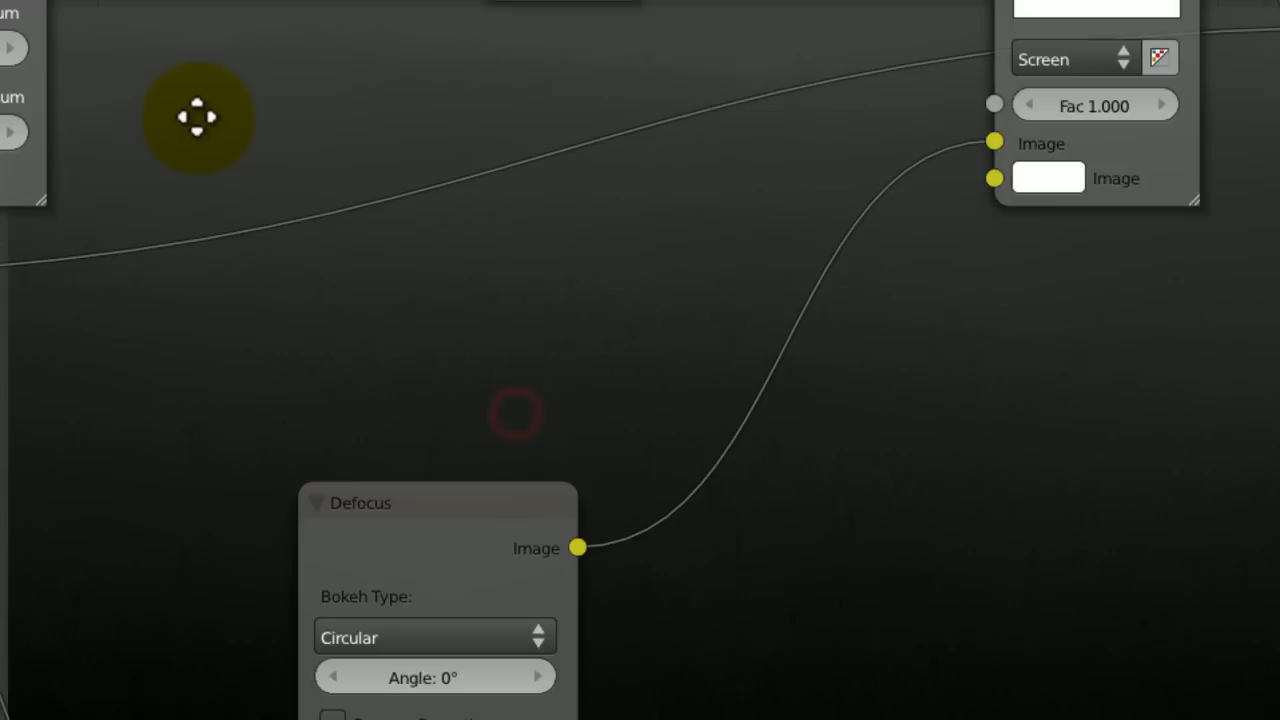 um
um
Screen
Fac 1.000
Image
Image
Defocus
Image
Bokeh Type:
Circular
Angle: 0°